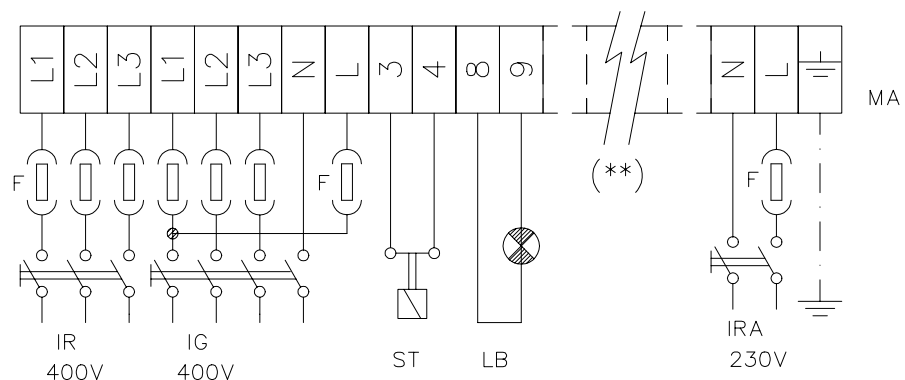 L1 L2 L3 L1 L2 L3 N L 3 4 8 9 N L
MA
(**)
F F F
IR IG ST LB IRA
400V 400V 230V